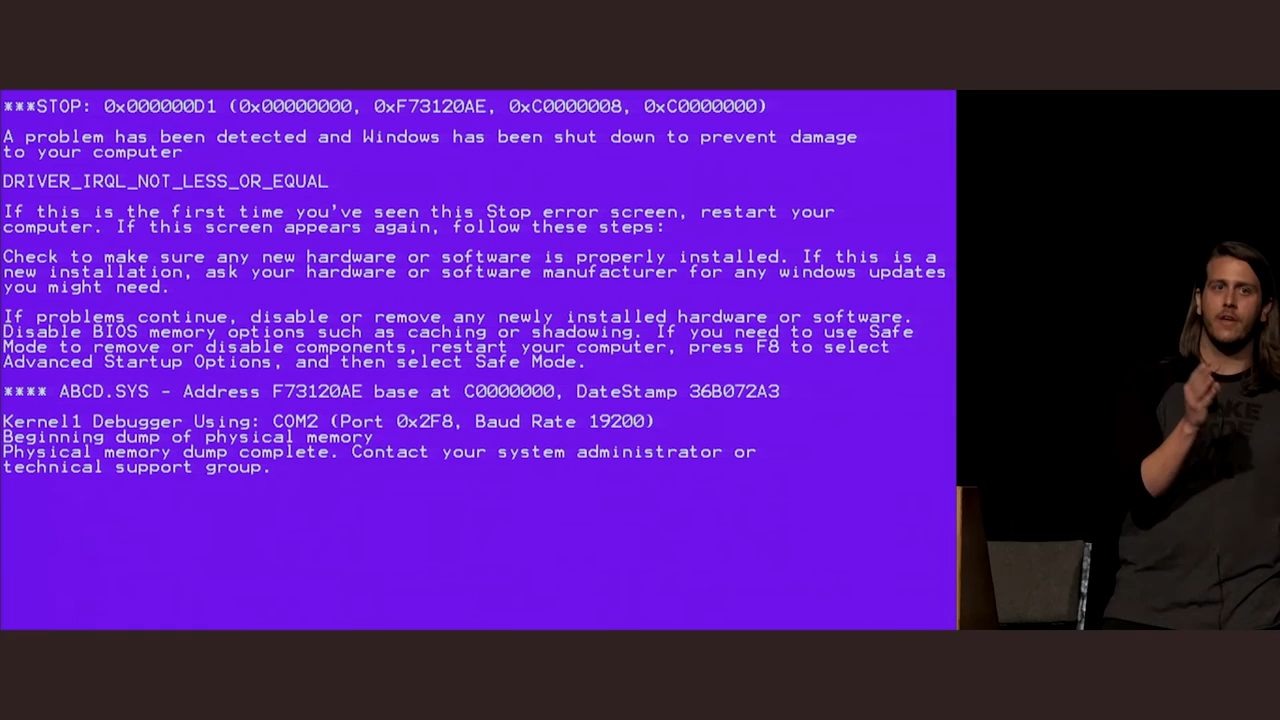 ***STOP: 0x000000D1 (0x00000000, 0xF73120AE, 0xC0000008, 0xC0000000)
A problem has been detected and Windows has been shut down to prevent damage
to your computer
DRIVER_IRQL_NOT_LESS_OR_EQUAL
If this is the first time you've seen this Stop error screen, restart your
computer. If this screen appears again, follow these steps:
Check to make sure any new hardware or software is properly installed. If this is a
new installation, ask your hardware or software manufacturer for any windows updates
you might need.
If problems continue, disable or remove any newly installed hardware or software.
Disable BIOS memory options such as caching or shadowing. If you need to use Safe
Mode to remove or disable components, restart your computer, press F8 to select
Advanced Startup Options, and then select Safe Mode.
**** ABCD.SYS - Address F73120AE base at C0000000, DateStamp 36B072A3
Kernel1 Debugger Using: COM2 (Port 0x2F8, Baud Rate 19200)
Beginning dump of physical memory
Physical memory dump complete. Contact your system administrator or
technical support group.